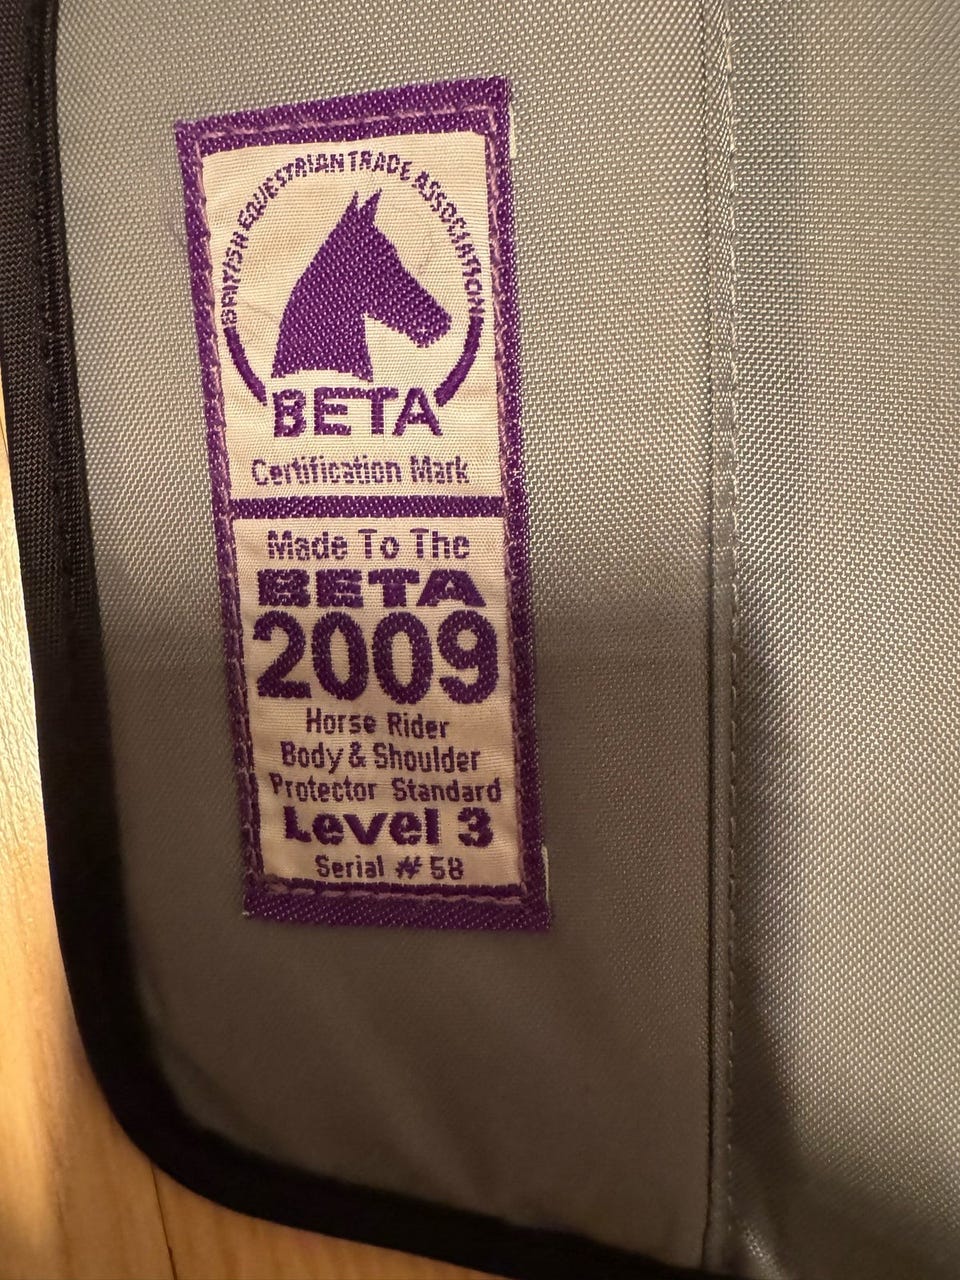 BRITISH EQUESTRIAN TRADE ASSOCIATION
BETA
Certification Mark
Made To The
BETA
2009
Horse Rider
Body & Shoulder
Protector Standard
Level 3
Serial # 58